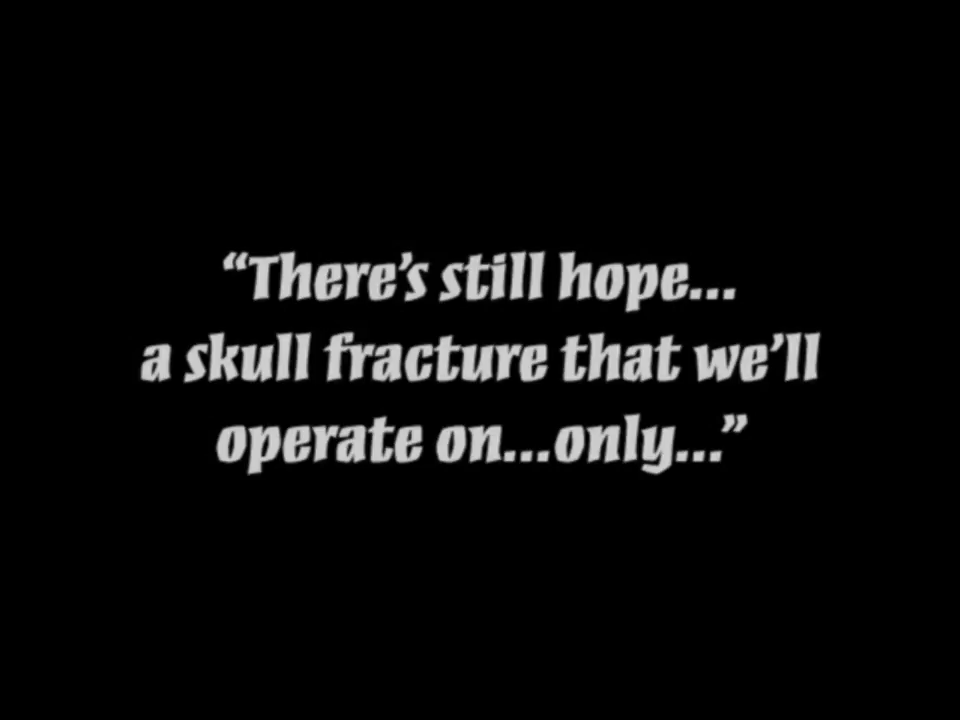 “There’s still hope...
a skull fracture that we’ll
operate on...only...”